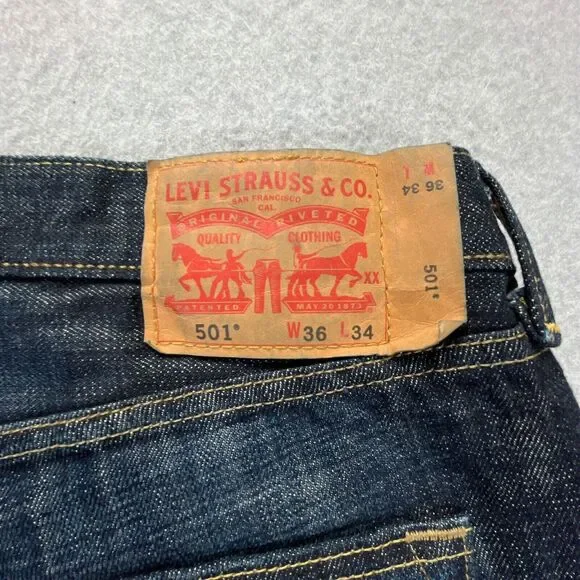 LEVI STRAUSS & CO.
SAN FRANCISCO
CAL.
ORIGINAL RIVETED
QUALITY CLOTHING
XX
PATENTED MAY 20 1873
501® W36 L34
W L
36 34
501®